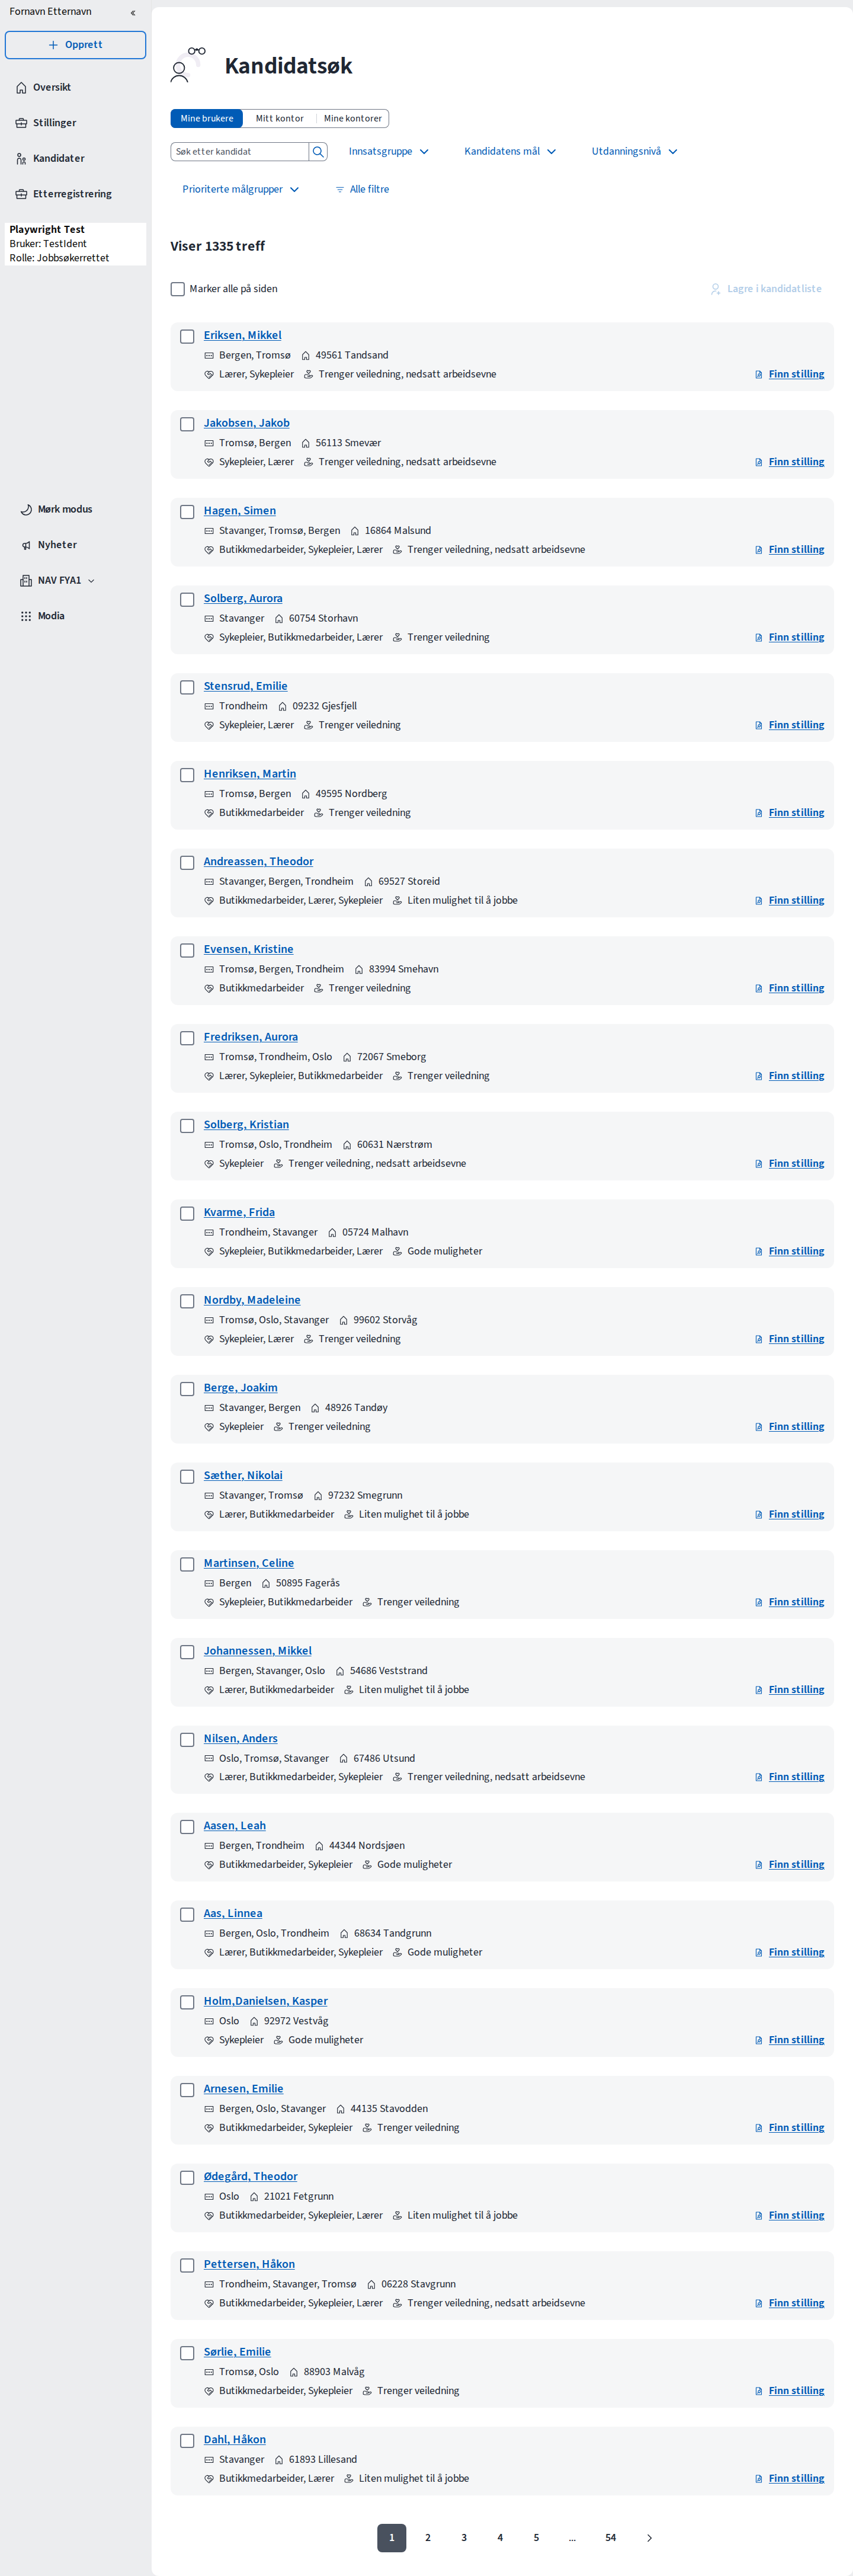 Fornavn Etternavn
Opprett
Oversikt
Stillinger
Kandidater
Etterregistrering
Playwright Test
Bruker: TestIdent
Rolle: Jobbsøkerrettet
Mørk modus
Nyheter
NAV FYA1
Modia
Kandidatsøk
Mine brukere Mitt kontor Mine kontorer
Søk etter kandidat Innsatsgruppe Kandidatens mål Utdanningsnivå
Prioriterte målgrupper Alle filtre
Viser 1335 treff
Marker alle på siden Lagre i kandidatliste
Eriksen, Mikkel
Bergen, Tromsø 49561 Tandsand
Lærer, Sykepleier Trenger veiledning, nedsatt arbeidsevne Finn stilling
Jakobsen, Jakob
Tromsø, Bergen 56113 Smevær
Sykepleier, Lærer Trenger veiledning, nedsatt arbeidsevne Finn stilling
Hagen, Simen
Stavanger, Tromsø, Bergen 16864 Malsund
Butikkmedarbeider, Sykepleier, Lærer Trenger veiledning, nedsatt arbeidsevne Finn stilling
Solberg, Aurora
Stavanger 60754 Storhavn
Sykepleier, Butikkmedarbeider, Lærer Trenger veiledning Finn stilling
Stensrud, Emilie
Trondheim 09232 Gjesfjell
Sykepleier, Lærer Trenger veiledning Finn stilling
Henriksen, Martin
Tromsø, Bergen 49595 Nordberg
Butikkmedarbeider Trenger veiledning Finn stilling
Andreassen, Theodor
Stavanger, Bergen, Trondheim 69527 Storeid
Butikkmedarbeider, Lærer, Sykepleier Liten mulighet til å jobbe Finn stilling
Evensen, Kristine
Tromsø, Bergen, Trondheim 83994 Smehavn
Butikkmedarbeider Trenger veiledning Finn stilling
Fredriksen, Aurora
Tromsø, Trondheim, Oslo 72067 Smeborg
Lærer, Sykepleier, Butikkmedarbeider Trenger veiledning Finn stilling
Solberg, Kristian
Tromsø, Oslo, Trondheim 60631 Nærstrøm
Sykepleier Trenger veiledning, nedsatt arbeidsevne Finn stilling
Kvarme, Frida
Trondheim, Stavanger 05724 Malhavn
Sykepleier, Butikkmedarbeider, Lærer Gode muligheter Finn stilling
Nordby, Madeleine
Tromsø, Oslo, Stavanger 99602 Storvåg
Sykepleier, Lærer Trenger veiledning Finn stilling
Berge, Joakim
Stavanger, Bergen 48926 Tandøy
Sykepleier Trenger veiledning Finn stilling
Sæther, Nikolai
Stavanger, Tromsø 97232 Smegrunn
Lærer, Butikkmedarbeider Liten mulighet til å jobbe Finn stilling
Martinsen, Celine
Bergen 50895 Fagerås
Sykepleier, Butikkmedarbeider Trenger veiledning Finn stilling
Johannessen, Mikkel
Bergen, Stavanger, Oslo 54686 Veststrand
Lærer, Butikkmedarbeider Liten mulighet til å jobbe Finn stilling
Nilsen, Anders
Oslo, Tromsø, Stavanger 67486 Utsund
Lærer, Butikkmedarbeider, Sykepleier Trenger veiledning, nedsatt arbeidsevne Finn stilling
Aasen, Leah
Bergen, Trondheim 44344 Nordsjøen
Butikkmedarbeider, Sykepleier Gode muligheter Finn stilling
Aas, Linnea
Bergen, Oslo, Trondheim 68634 Tandgrunn
Lærer, Butikkmedarbeider, Sykepleier Gode muligheter Finn stilling
Holm,Danielsen, Kasper
Oslo 92972 Vestvåg
Sykepleier Gode muligheter Finn stilling
Arnesen, Emilie
Bergen, Oslo, Stavanger 44135 Stavodden
Butikkmedarbeider, Sykepleier Trenger veiledning Finn stilling
Ødegård, Theodor
Oslo 21021 Fetgrunn
Butikkmedarbeider, Sykepleier, Lærer Liten mulighet til å jobbe Finn stilling
Pettersen, Håkon
Trondheim, Stavanger, Tromsø 06228 Stavgrunn
Butikkmedarbeider, Sykepleier, Lærer Trenger veiledning, nedsatt arbeidsevne Finn stilling
Sørlie, Emilie
Tromsø, Oslo 88903 Malvåg
Butikkmedarbeider, Sykepleier Trenger veiledning Finn stilling
Dahl, Håkon
Stavanger 61893 Lillesand
Butikkmedarbeider, Lærer Liten mulighet til å jobbe Finn stilling
1 2 3 4 5 ... 54